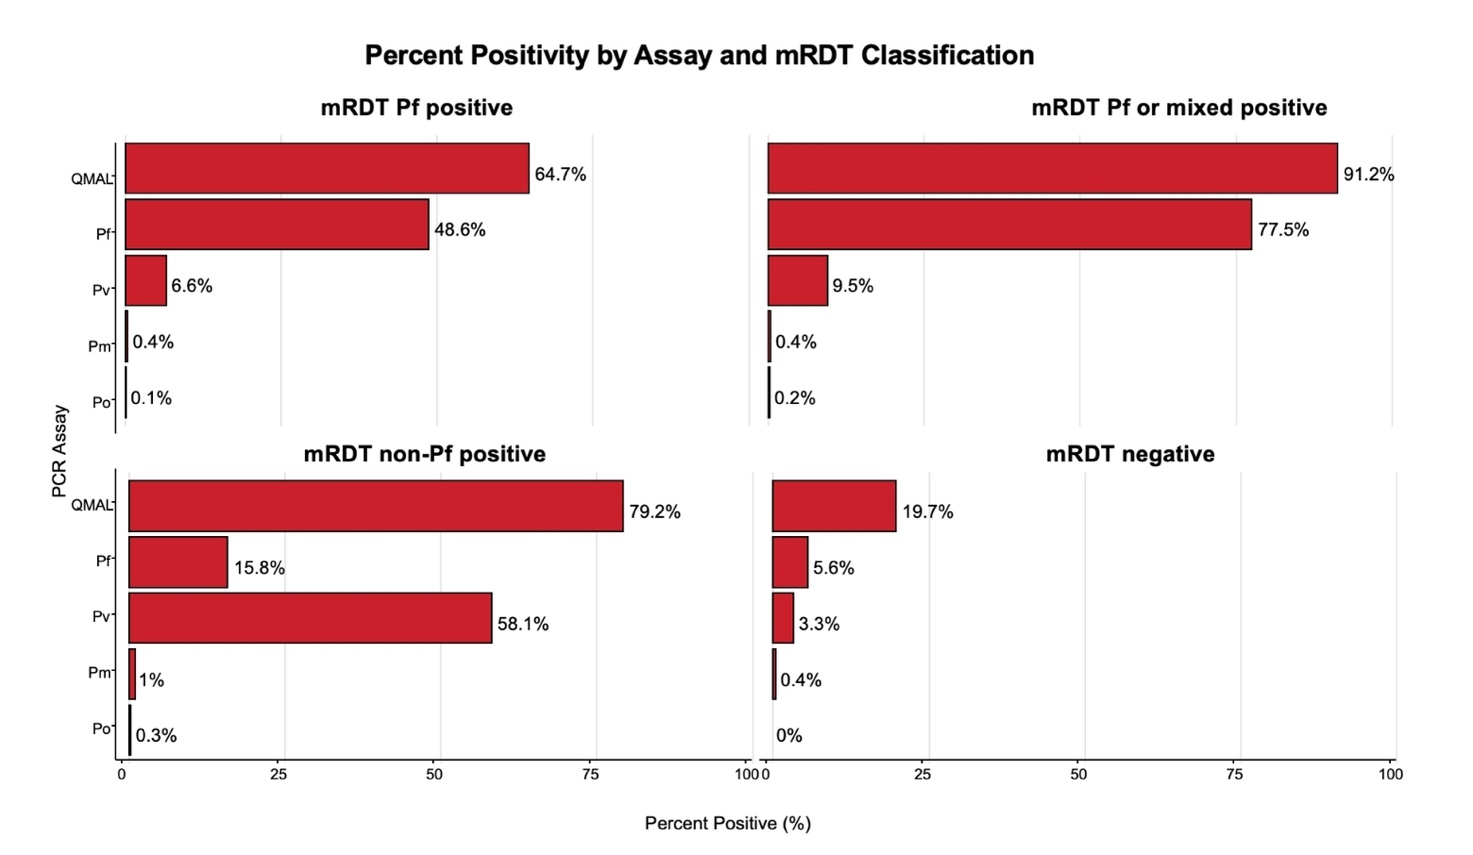 Percent Positivity by Assay and mRDT Classification
mRDT Pf positive
QMAL
64.7%
Pf
48.6%
Pv
6.6%
Pm
0.4%
Po
0.1%
mRDT Pf or mixed positive
91.2%
77.5%
9.5%
0.4%
0.2%
PCR Assay
mRDT non-Pf positive
QMAL
79.2%
Pf
15.8%
Pv
58.1%
Pm
1%
Po
0.3%
0 25 50 75 100
mRDT negative
19.7%
5.6%
3.3%
0.4%
0%
0 25 50 75 100
Percent Positive (%)